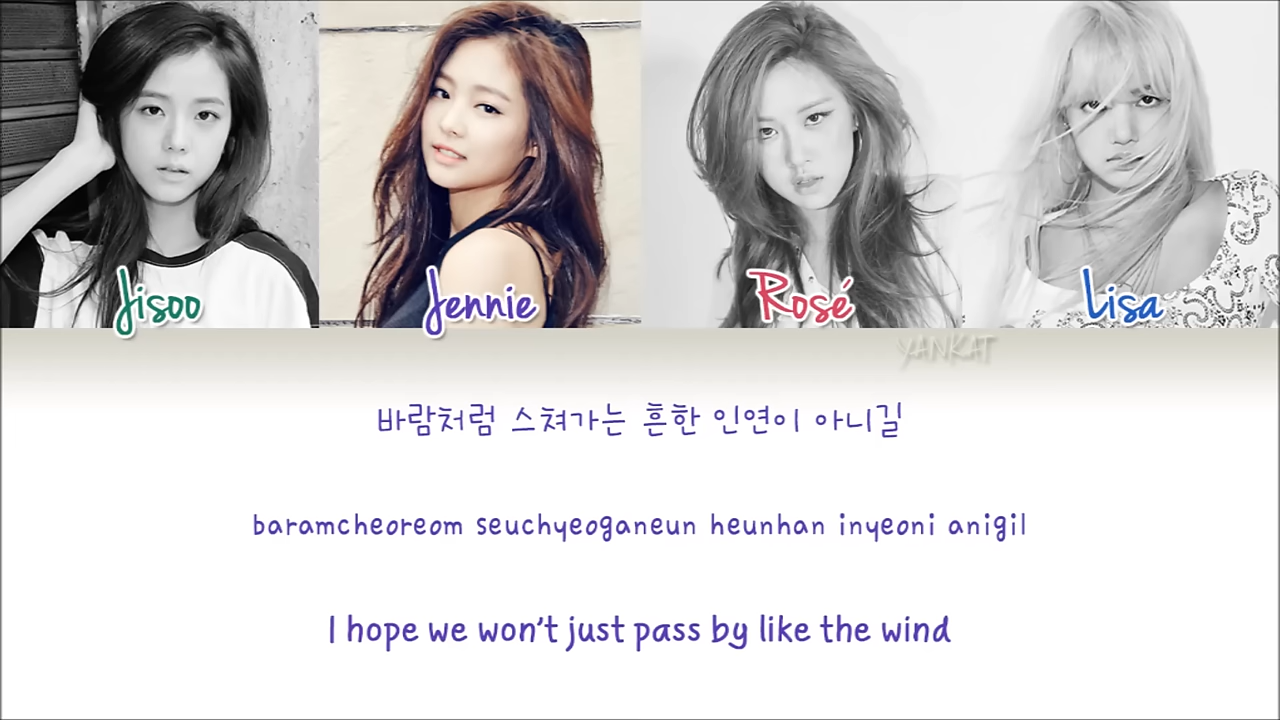 Jisoo
Jennie
Rosé
Lisa
YANKAT
바람처럼 스쳐가는 흔한 인연이 아니길
baramcheoreom seuchyeoganeun heunhan inyeoni anigil
I hope we won't just pass by like the wind